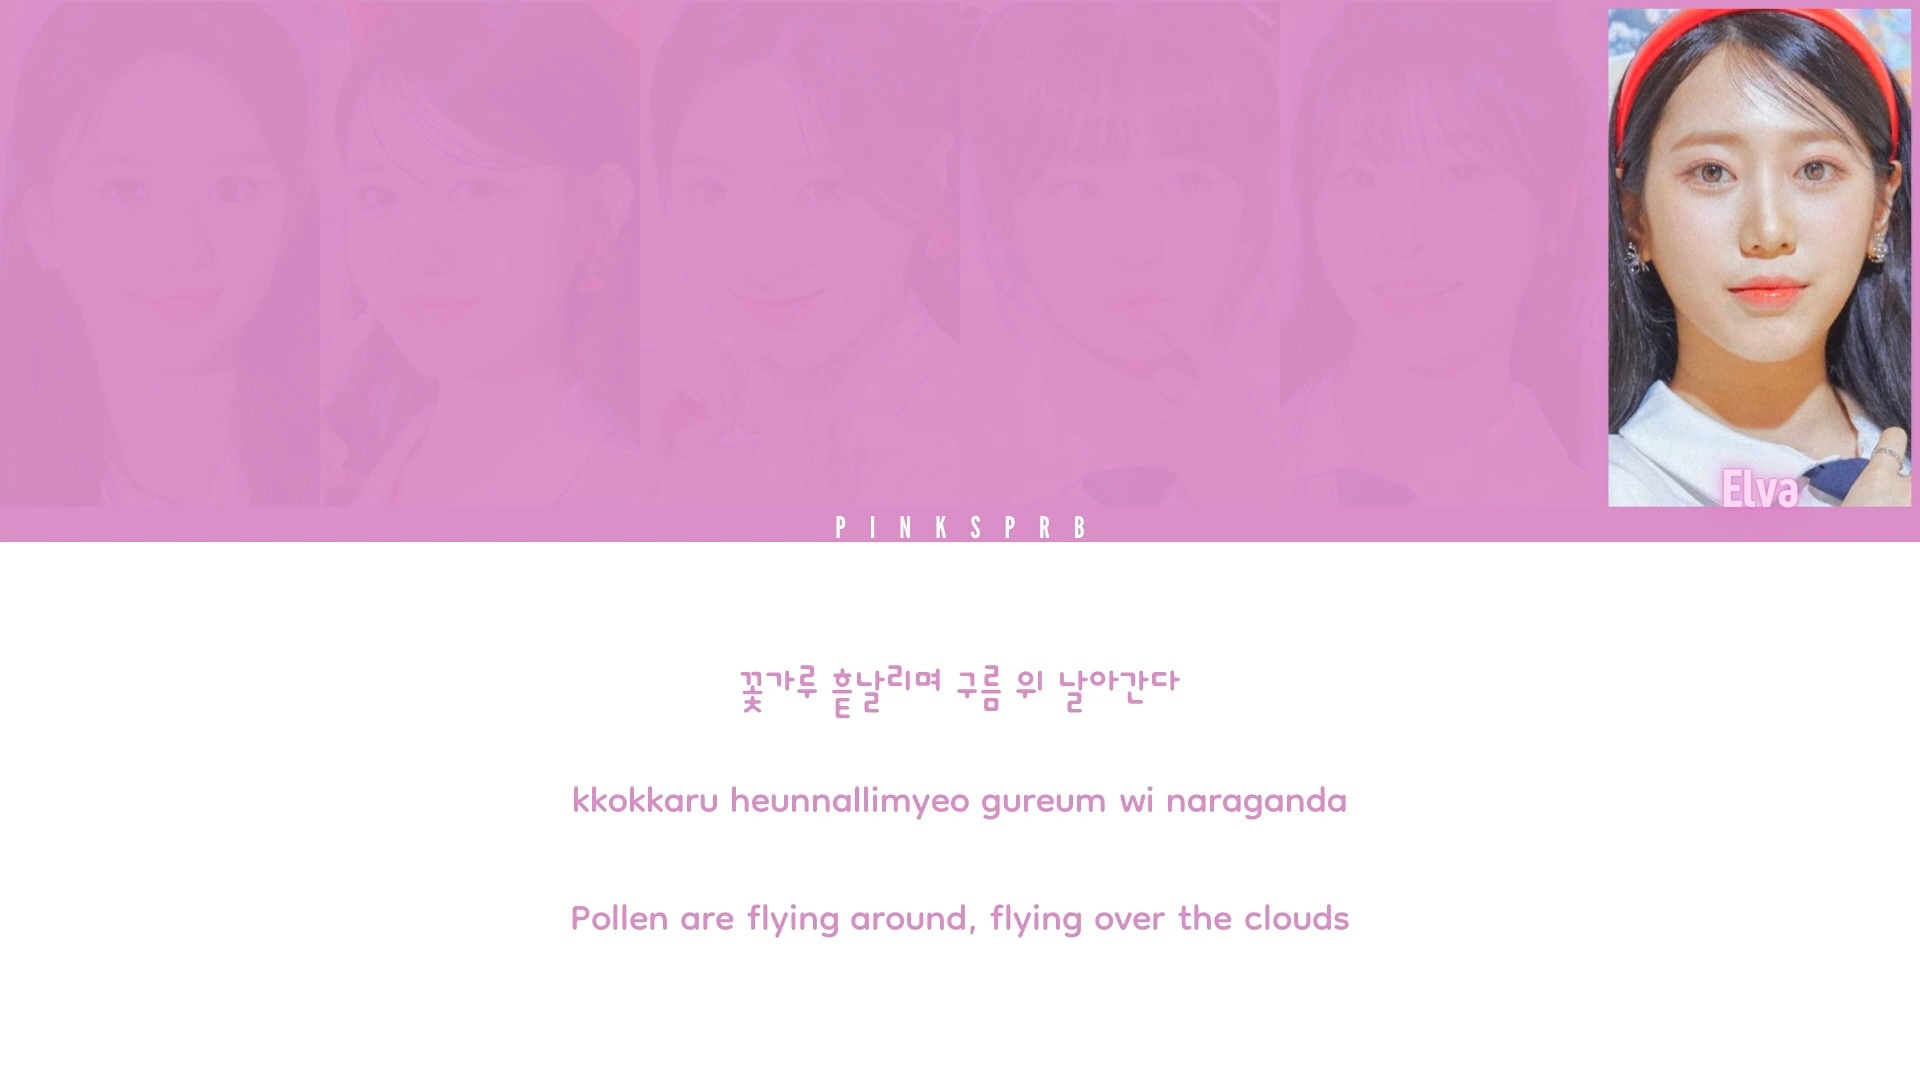 Elva
PINKSPRB
꽃가루 흩날리며 구름 위 날아간다
kkokkaru heunnallimyeo gureum wi naraganda
Pollen are flying around, flying over the clouds